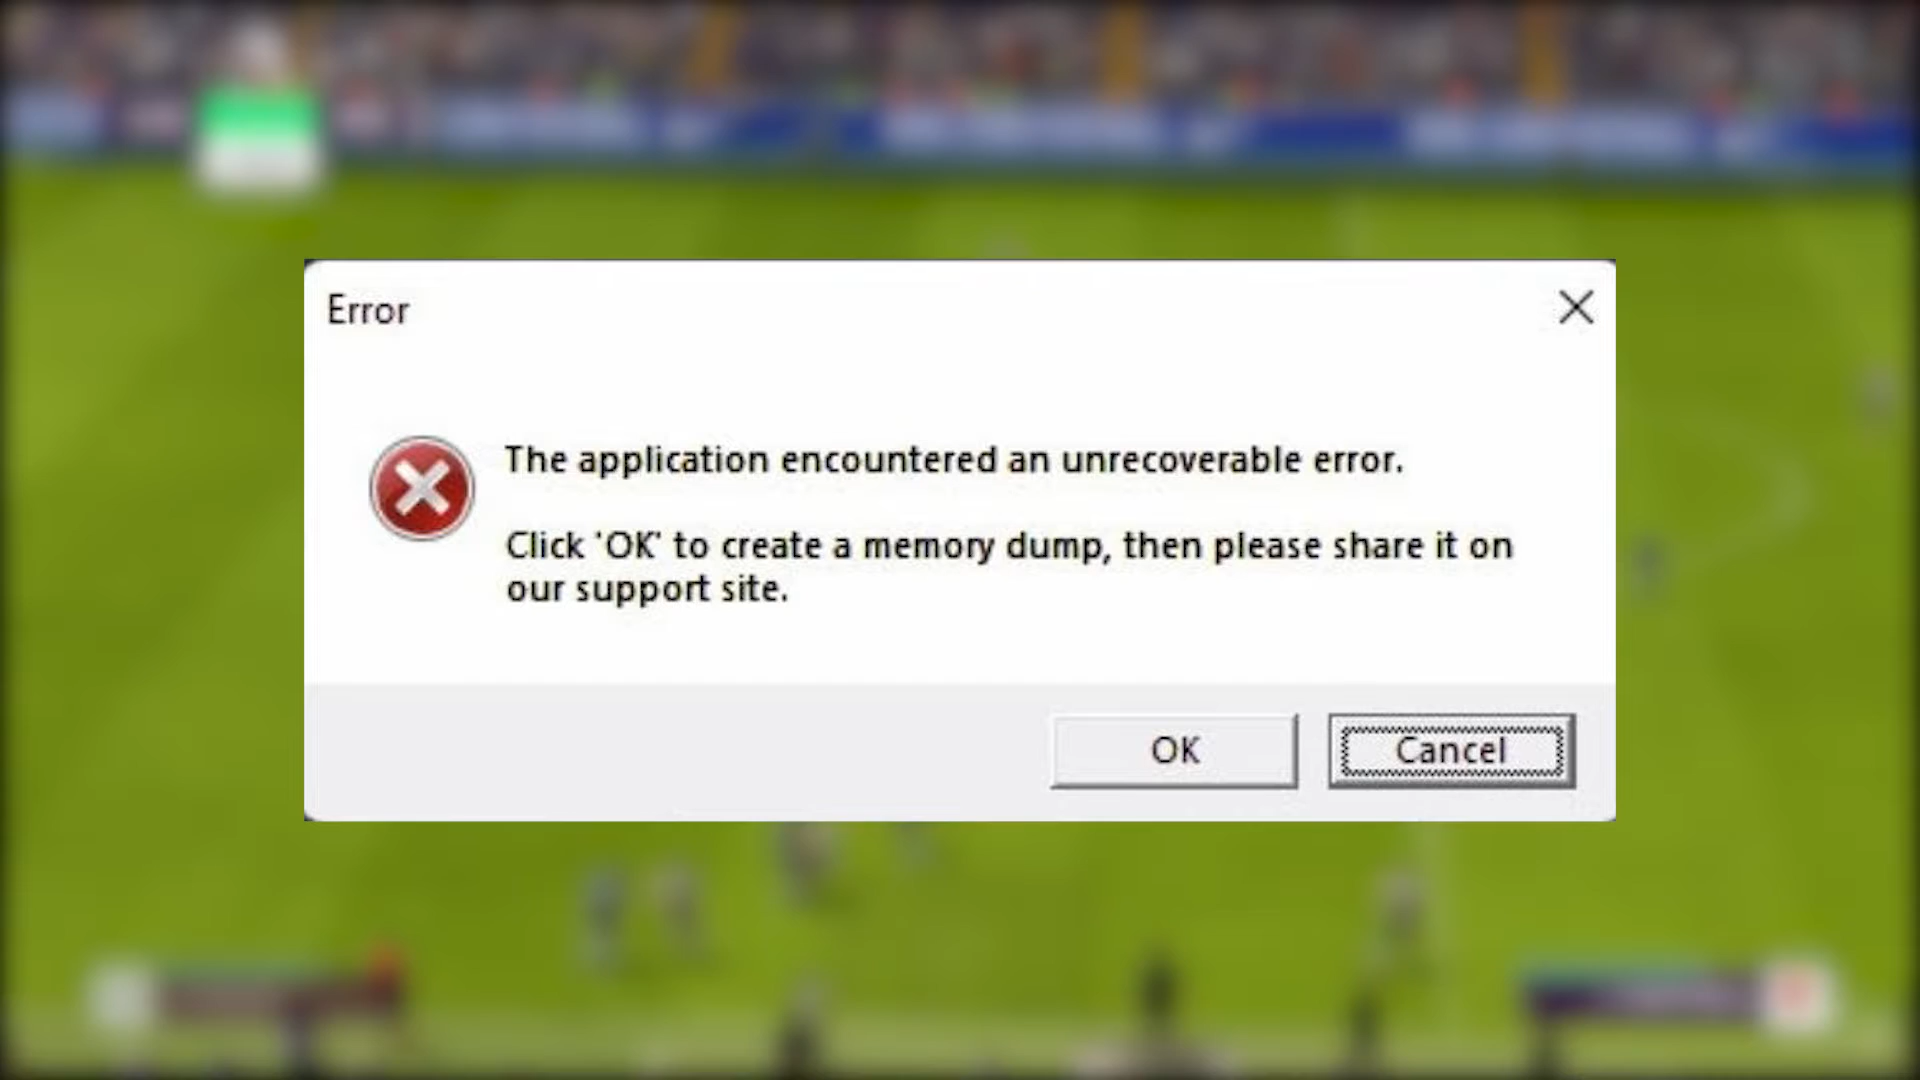 Error
The application encountered an unrecoverable error.
Click 'OK' to create a memory dump, then please share it on
our support site.
OK
Cancel